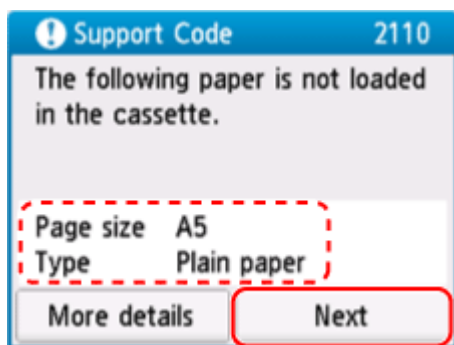 Support Code 2110
The following paper is not loaded
in the cassette.
Page size A5
Type Plain paper
More details Next